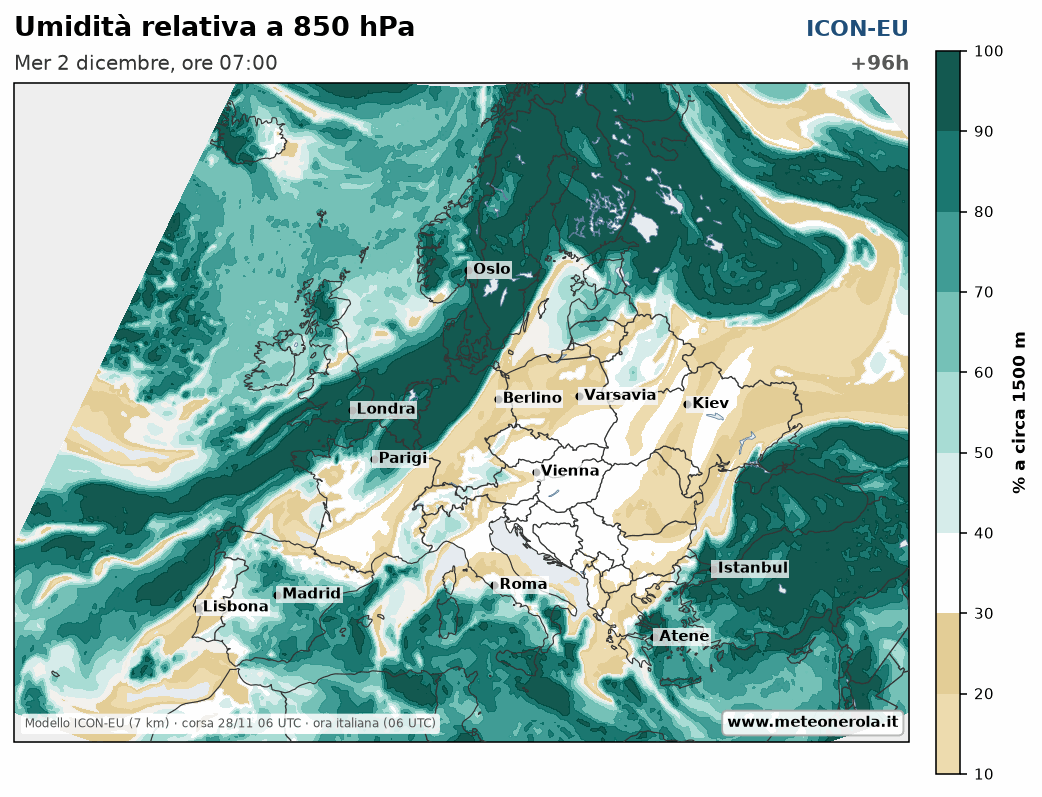 Umidità relativa a 850 hPa
ICON-EU
Mer 2 dicembre, ore 07:00
+96h
100
90
80
70
60
50
40
30
20
10
% a circa 1500 m
Oslo
Berlino
Varsavia
Kiev
Londra
Parigi
Vienna
Istanbul
Roma
Madrid
Lisbona
Atene
Modello ICON-EU (7 km) · corsa 28/11 06 UTC · ora italiana (06 UTC)
www.meteonerola.it